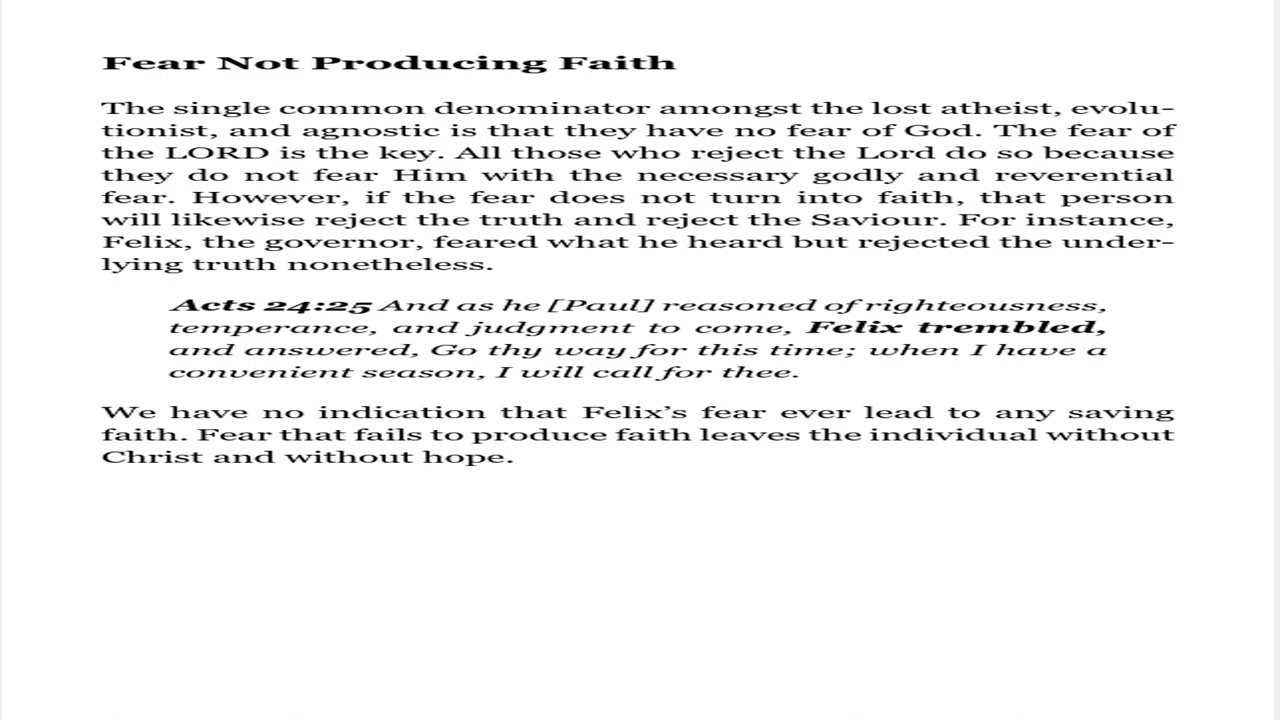 Fear Not Producing Faith
The single common denominator amongst the lost atheist, evolu-
tionist, and agnostic is that they have no fear of God. The fear of
the LORD is the key. All those who reject the Lord do so because
they do not fear Him with the necessary godly and reverential
fear. However, if the fear does not turn into faith, that person
will likewise reject the truth and reject the Saviour. For instance,
Felix, the governor, feared what he heard but rejected the under-
lying truth nonetheless.
Acts 24:25 And as he [Paul] reasoned of righteousness,
temperance, and judgment to come, Felix trembled,
and answered, Go thy way for this time; when I have a
convenient season, I will call for thee.
We have no indication that Felix’s fear ever lead to any saving
faith. Fear that fails to produce faith leaves the individual without
Christ and without hope.